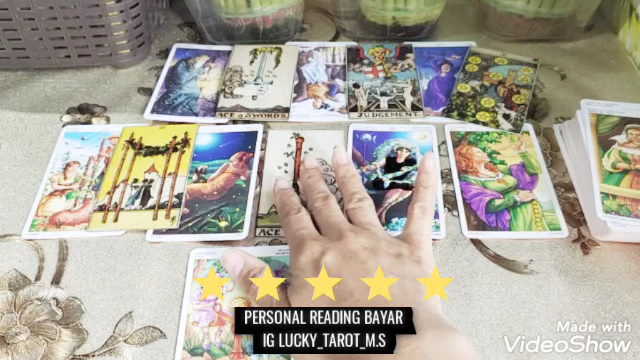 ACE of SWORDS
JUDGEMENT.
ACE
PERSONAL READING BAYAR
IG LUCKY_TAROT_M.S
Made with
VideoShow